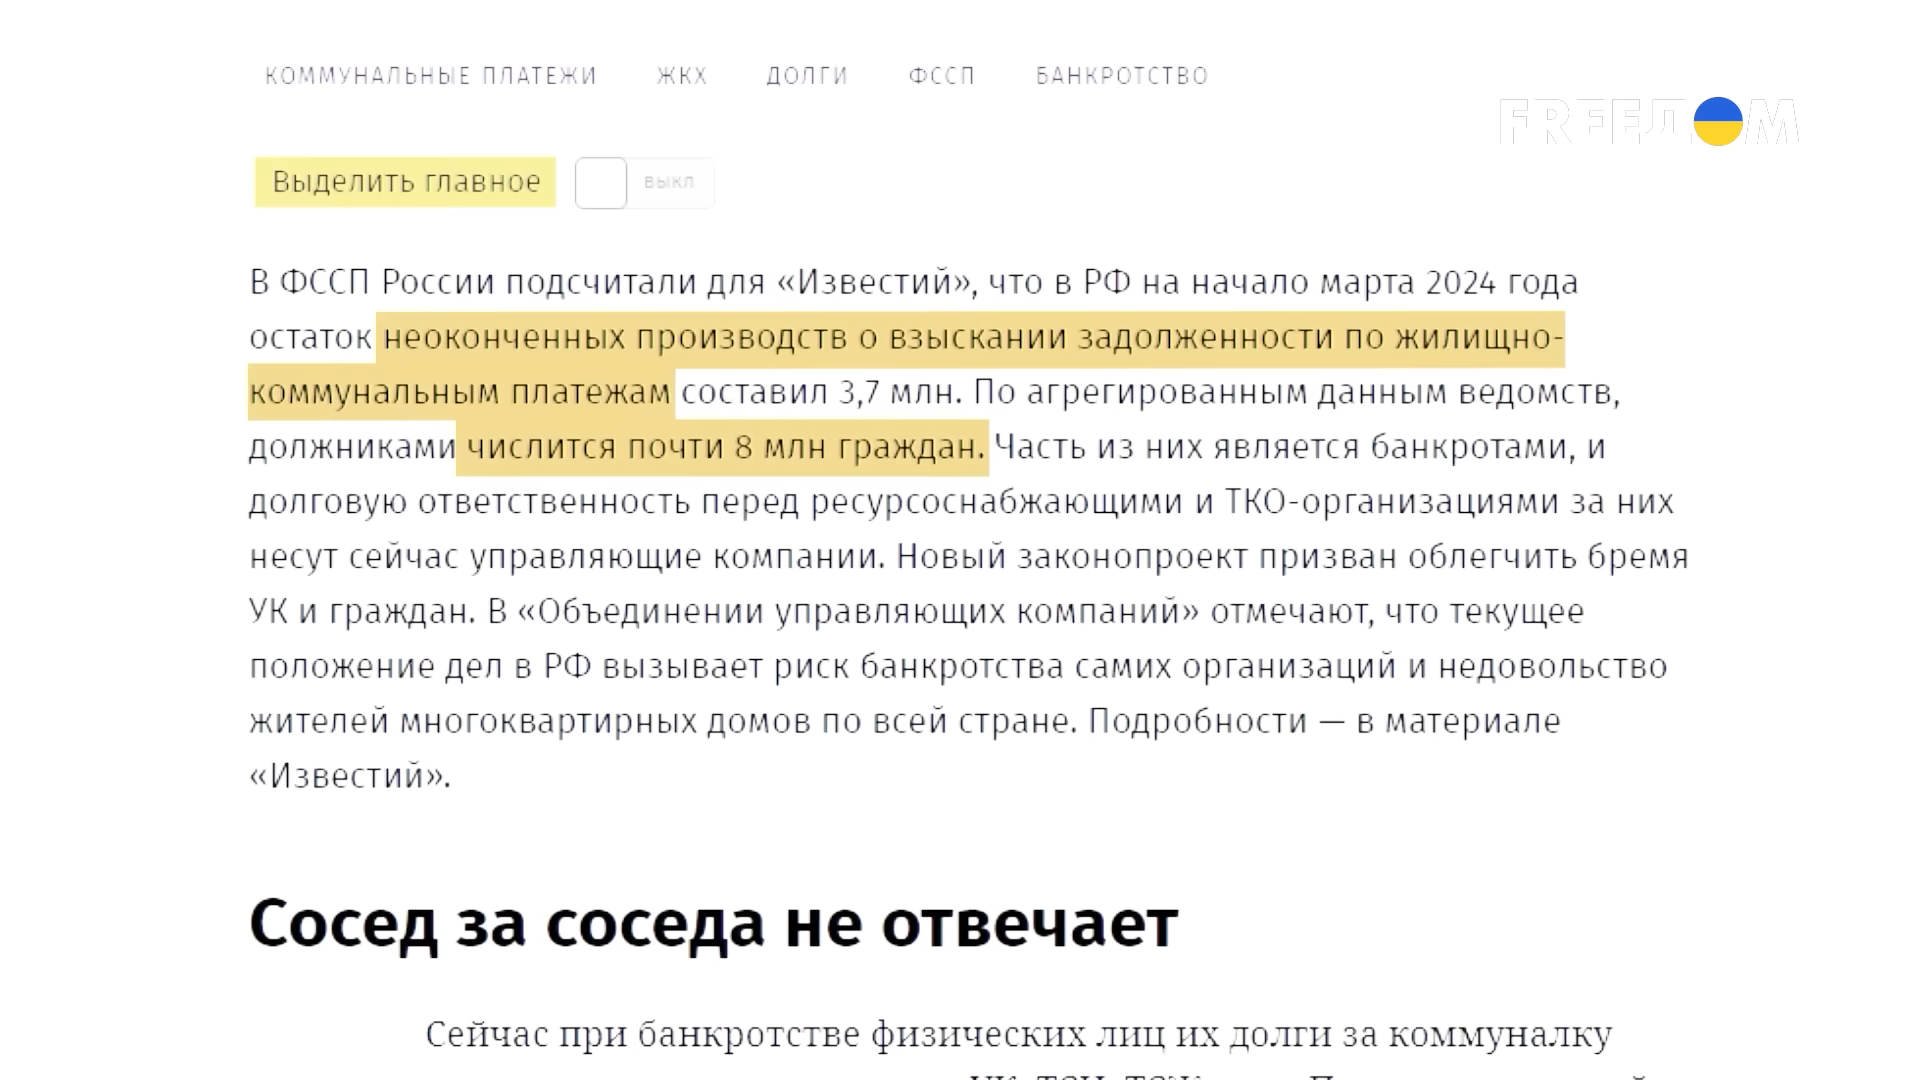 КОММУНАЛЬНЫЕ ПЛАТЕЖИ ЖКХ ДОЛГИ ФССП БАНКРОТСТВО
FREEДOM
Выделить главное ВЫКЛ
В ФССП России подсчитали для «Известий», что в РФ на начало марта 2024 года
остаток неоконченных производств о взыскании задолженности по жилищно-
коммунальным платежам составил 3,7 млн. По агрегированным данным ведомств,
должниками числится почти 8 млн граждан. Часть из них является банкротами, и
долговую ответственность перед ресурсоснабжающими и ТКО-организациями за них
несут сейчас управляющие компании. Новый законопроект призван облегчить бремя
УК и граждан. В «Объединении управляющих компаний» отмечают, что текущее
положение дел в РФ вызывает риск банкротства самих организаций и недовольство
жителей многоквартирных домов по всей стране. Подробности — в материале
«Известий».
Сосед за соседа не отвечает
Сейчас при банкротстве физических лиц их долги за коммуналку